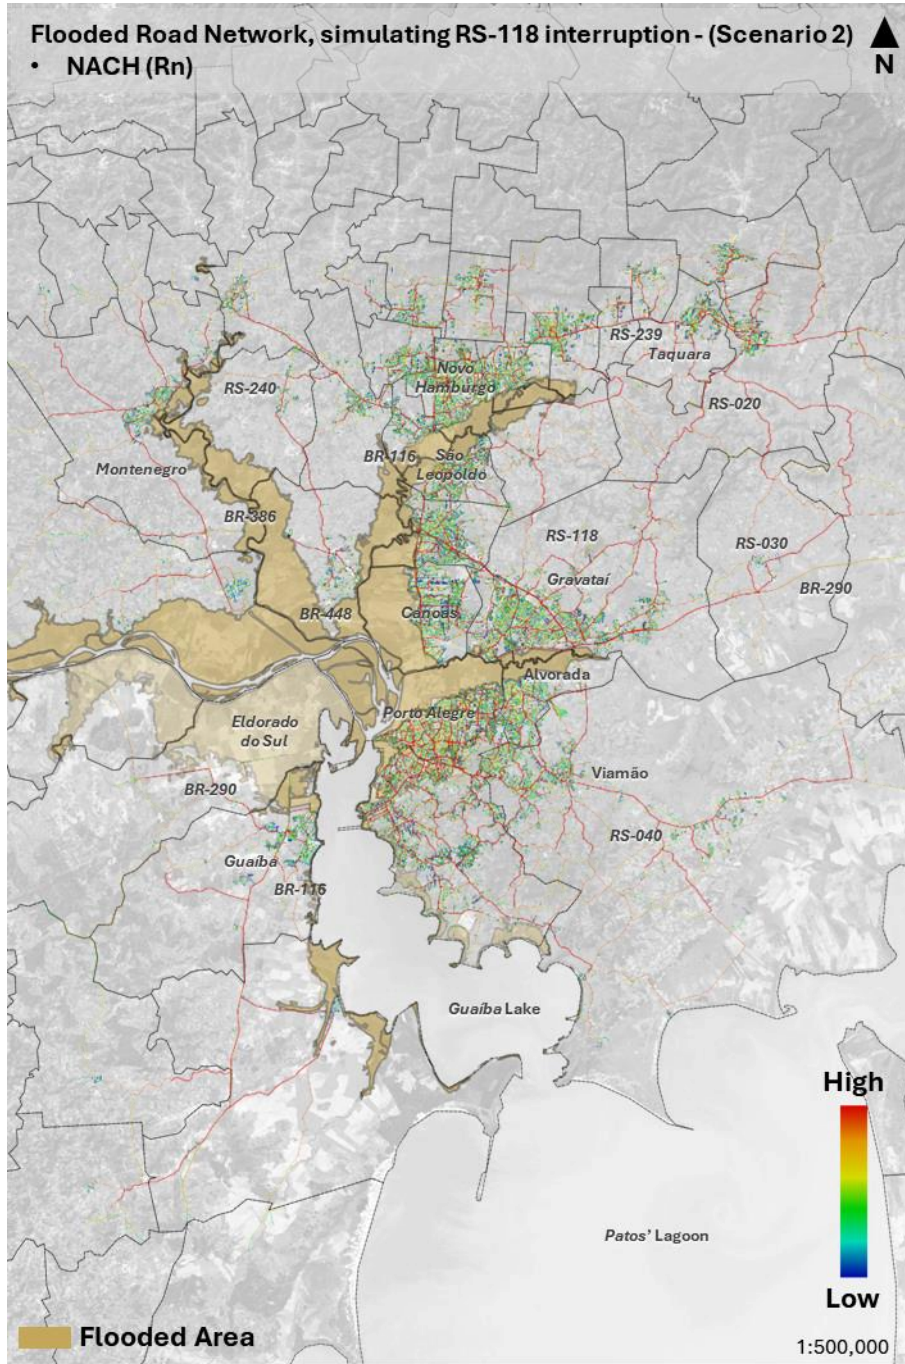 Flooded Road Network, simulating RS-118 interruption - (Scenario 2)
• NACH (Rn)
N
RS-239
Taquara
Novo
Hamburgo
RS-240
RS-020
BR-116
São
Leopoldo
Montenegro
BR-386
RS-118
RS-030
Gravataí
BR-290
BR-448
Canoas
Alvorada
Porto Alegre
Eldorado
do Sul
Viamão
BR-290
RS-040
Guaíba
BR-116
Guaíba Lake
High
Patos' Lagoon
Low
Flooded Area
1:500,000